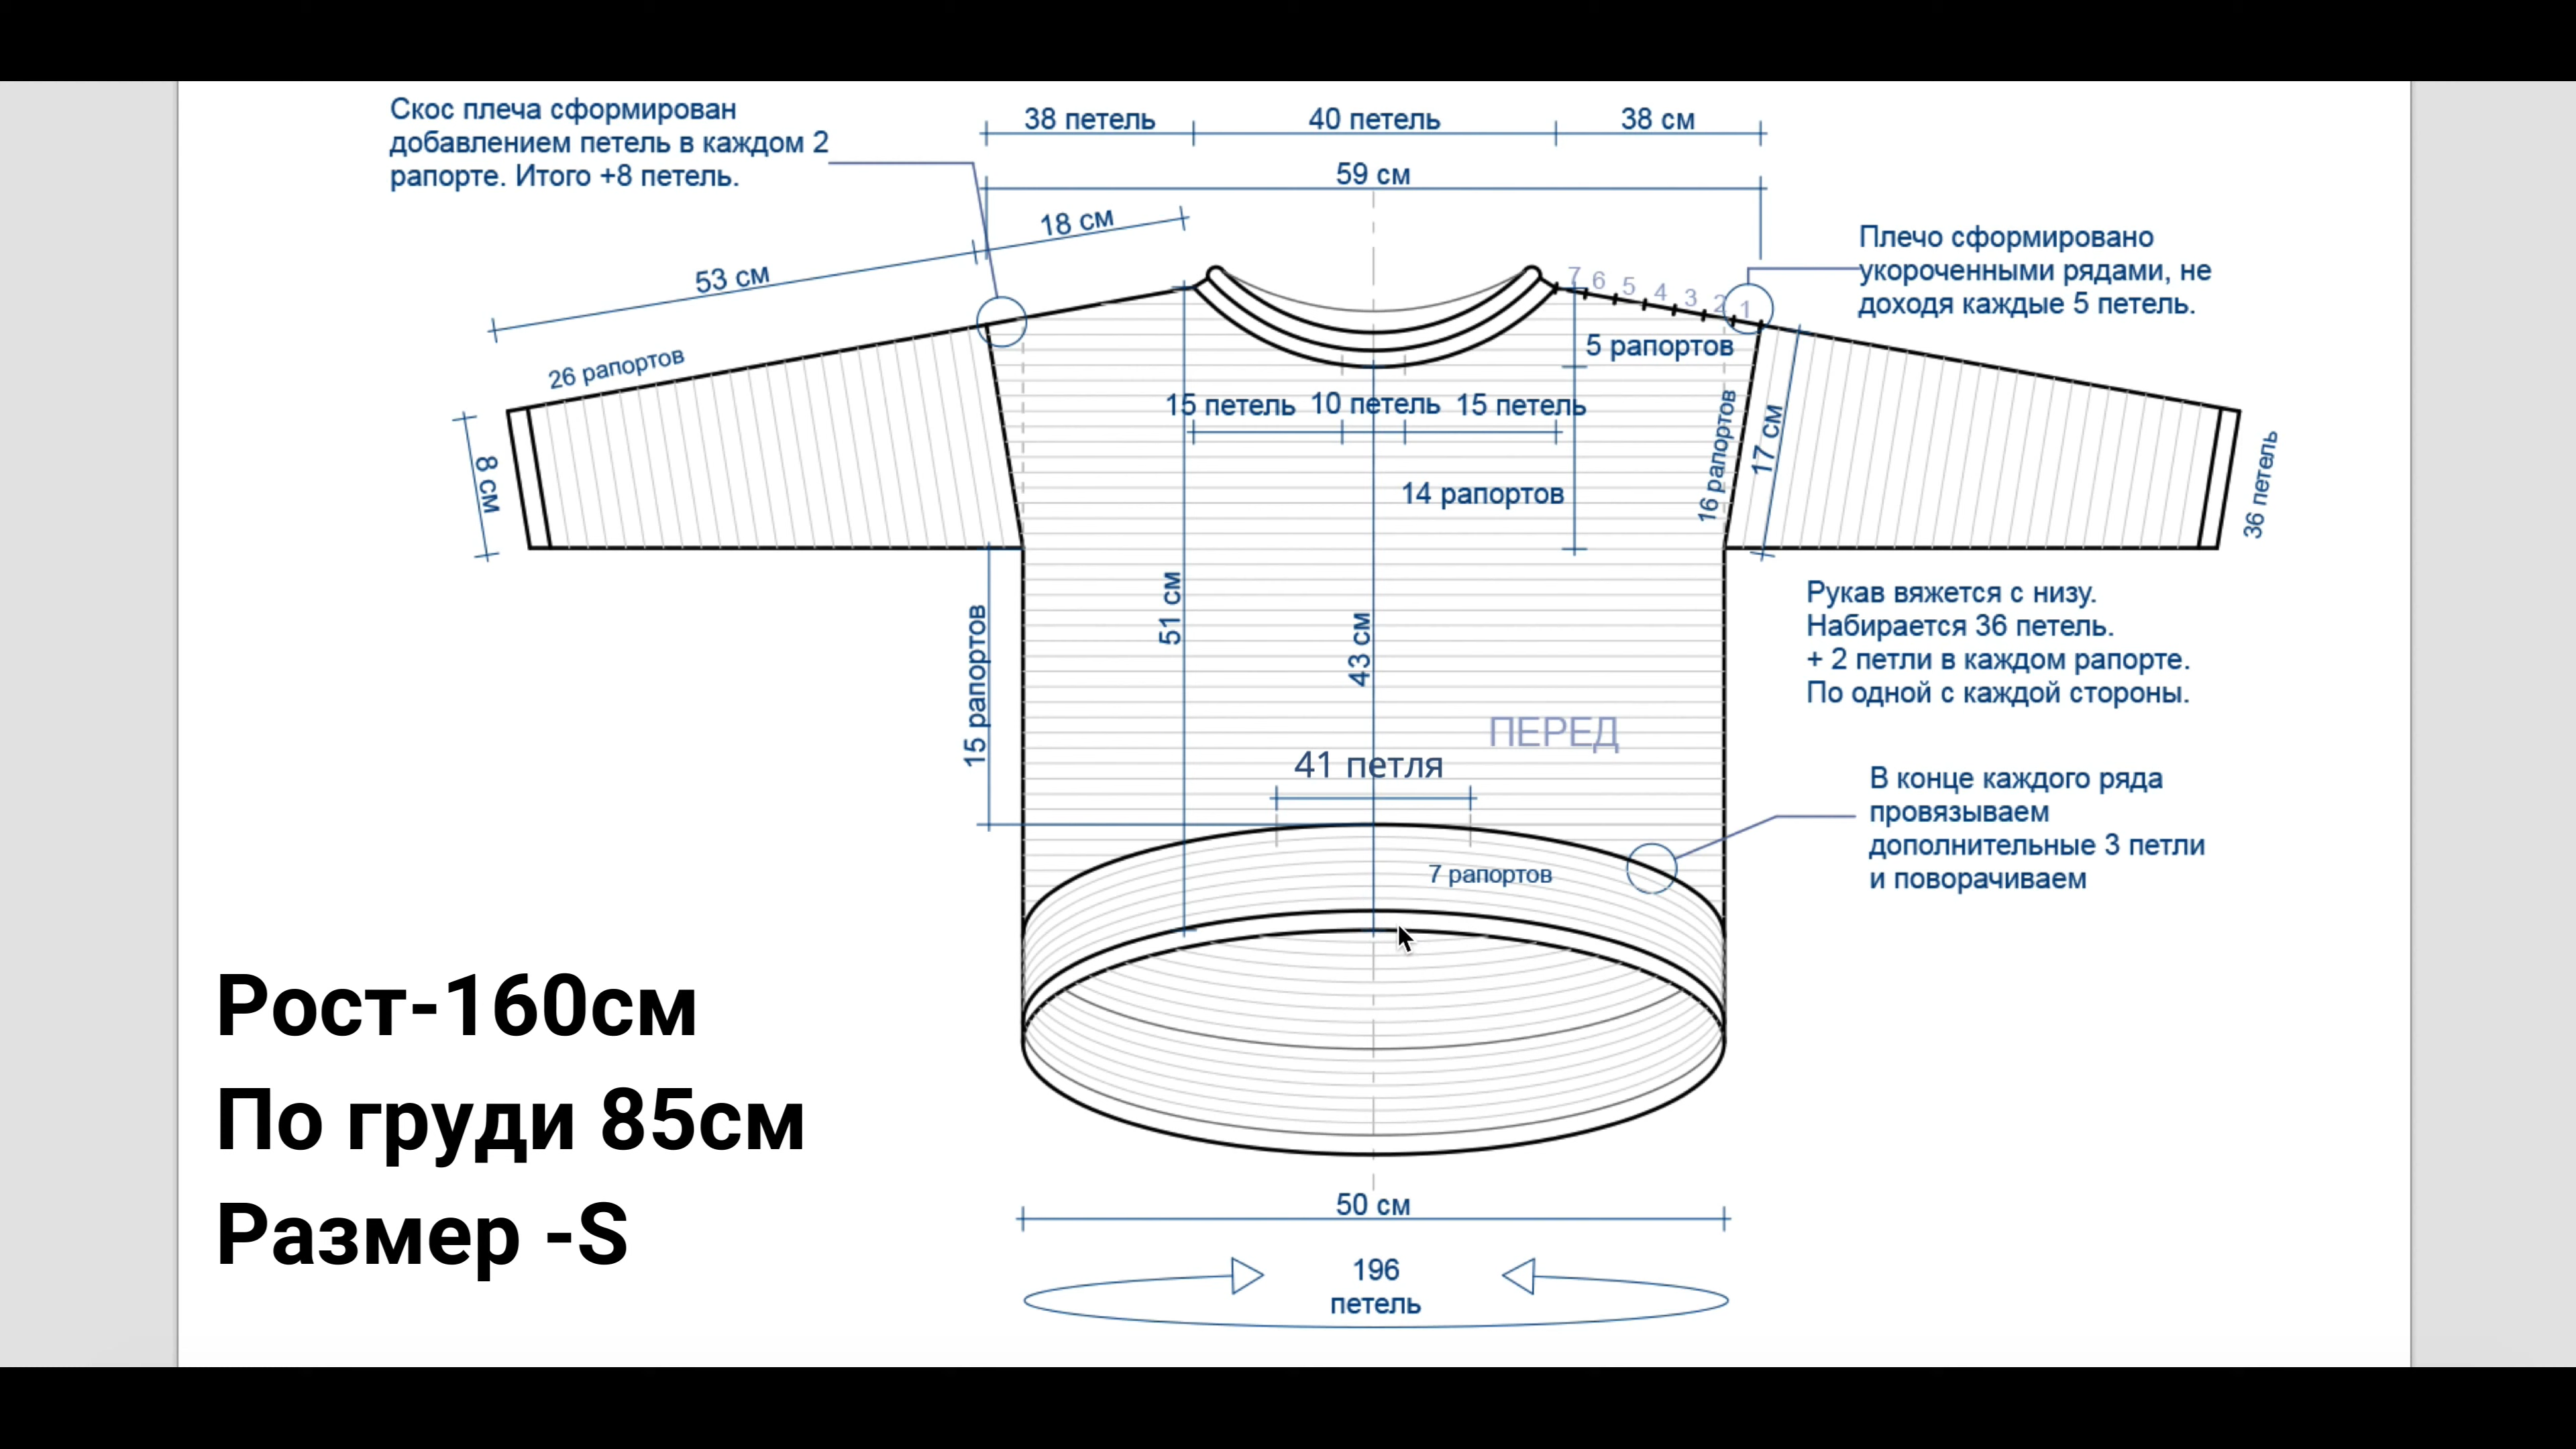 Скос плеча сформирован
добавлением петель в каждом 2
рапорте. Итого +8 петель.
38 петель
40 петель
38 см
59 см
18 см
53 см
26 рапортов
8 см
Плечо сформировано
укороченными рядами, не
доходя каждые 5 петель.
7 6 5 4 3 2 1
5 рапортов
15 петель 10 петель 15 петель
14 рапортов
16 рапортов
17 см
36 петель
Рукав вяжется с низу.
Набирается 36 петель.
+ 2 петли в каждом рапорте.
По одной с каждой стороны.
15 рапортов
51 см
43 см
ПЕРЕД
41 петля
В конце каждого ряда
провязываем
дополнительные 3 петли
и поворачиваем
7 рапортов
Рост-160см
По груди 85см
Размер -S
50 см
196
петель